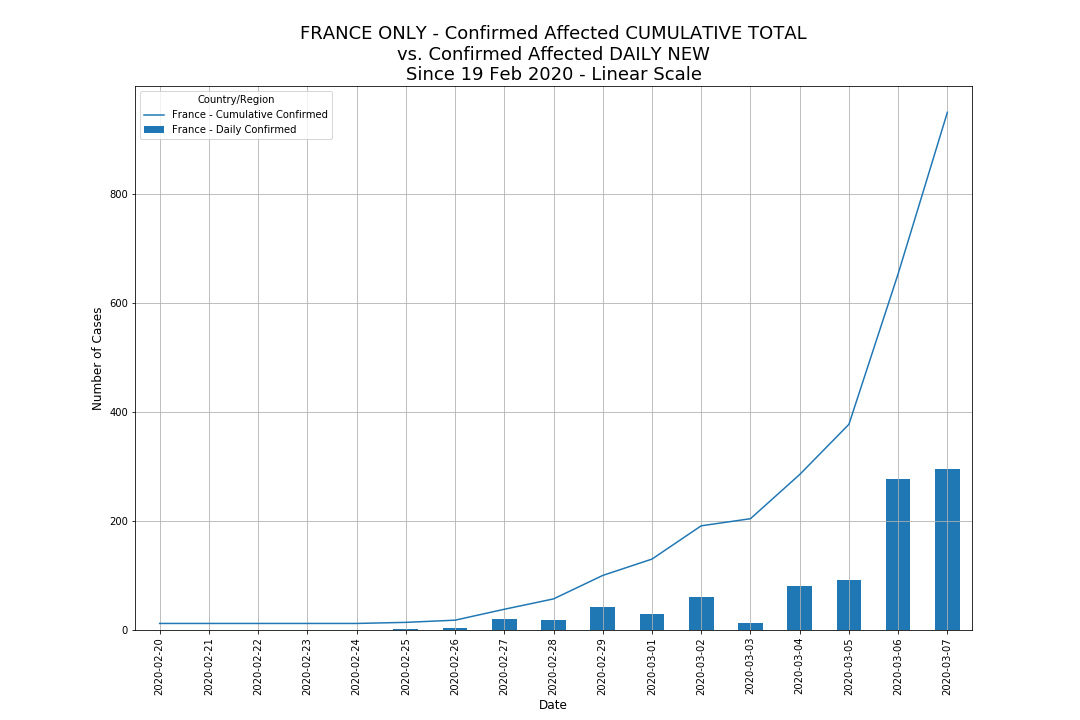 FRANCE ONLY - Confirmed Affected CUMULATIVE TOTAL
vs. Confirmed Affected DAILY NEW
Since 19 Feb 2020 - Linear Scale
Country/Region
France - Cumulative Confirmed
France - Daily Confirmed
Number of Cases
800
600
400
200
0
2020-02-20
2020-02-21
2020-02-22
2020-02-23
2020-02-24
2020-02-25
2020-02-26
2020-02-27
2020-02-28
2020-02-29
2020-03-01
2020-03-02
2020-03-03
2020-03-04
2020-03-05
2020-03-06
2020-03-07
Date